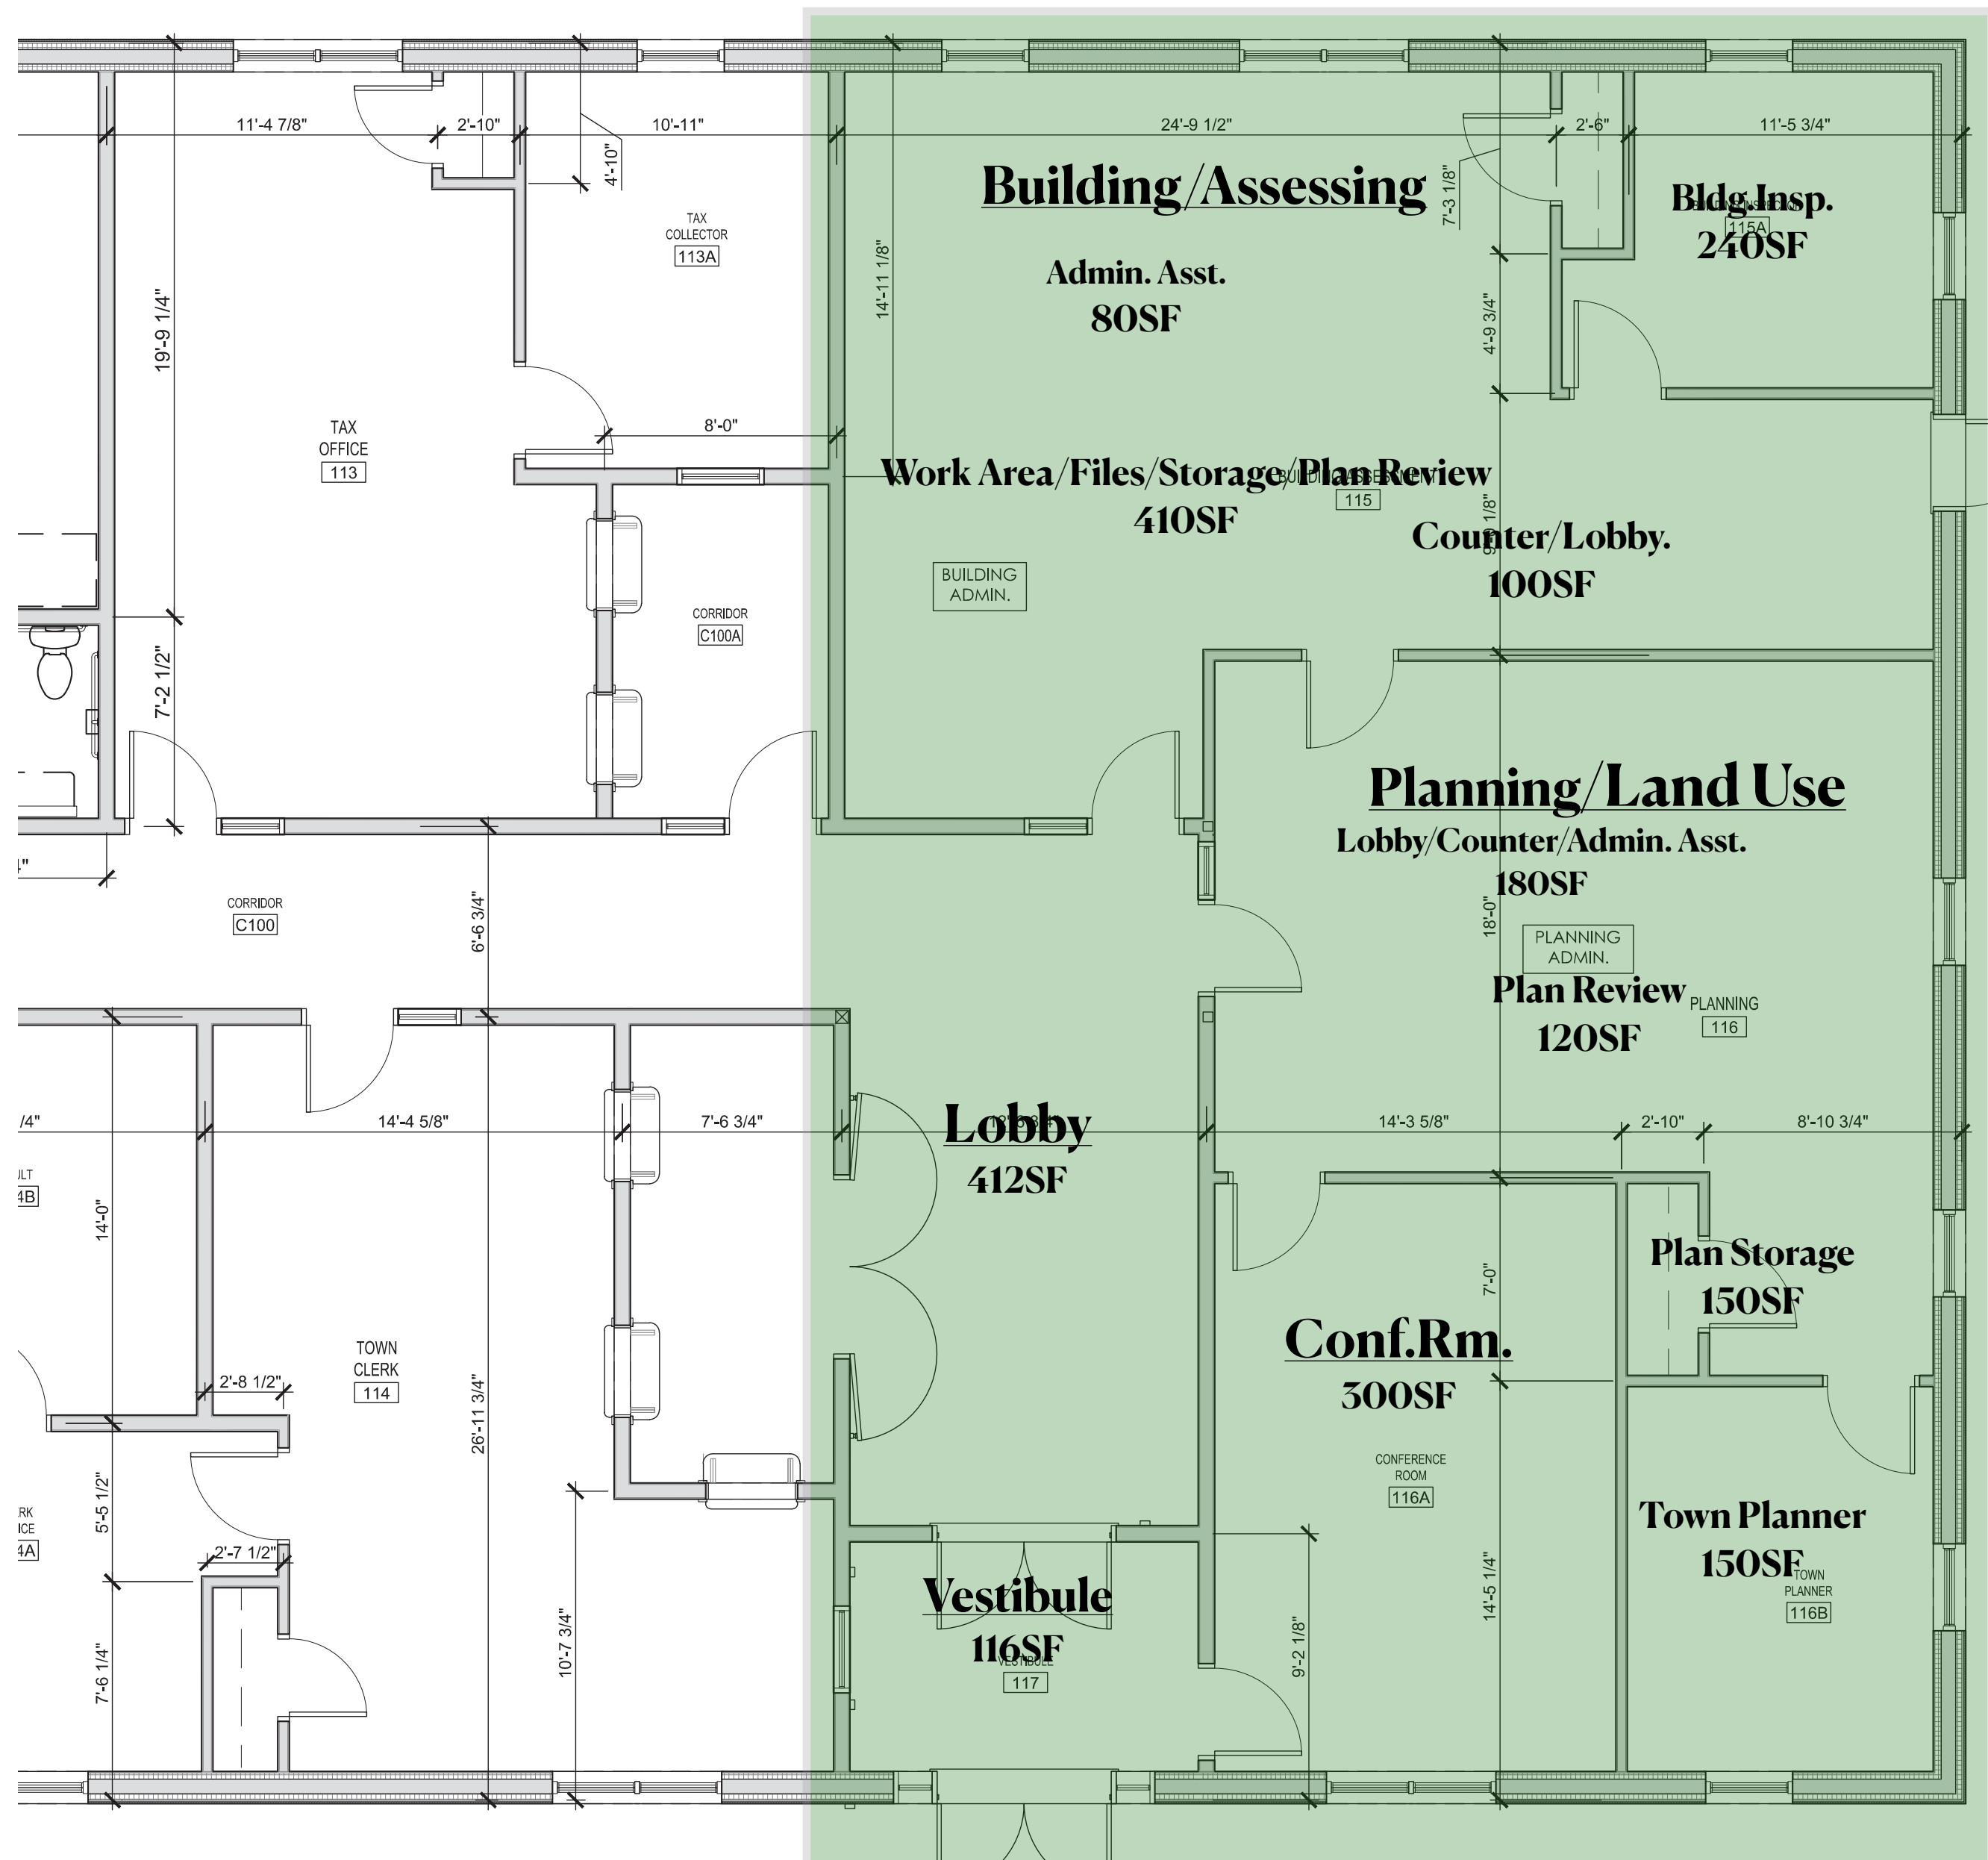 11'-4 7/8"
2'-10"
10'-11"
24'-9 1/2"
2'-6"
11'-5 3/4"
4'-10"
Building/Assessing
7'-3 1/8"
Bldg.Insp.
115A
240SF
TAX
COLLECTOR
113A
14'-11 1/8"
Admin. Asst.
80SF
19'-9 1/4"
4'-9 3/4"
TAX
OFFICE
113
8'-0"
Work Area/Files/Storage/Plan Review
410SF
115
Counter/Lobby.
100SF
BUILDING
ADMIN.
CORRIDOR
C100A
7'-2 1/2"
Planning/Land Use
Lobby/Counter/Admin. Asst.
180SF
18'-0"
CORRIDOR
C100
6'-6 3/4"
PLANNING
ADMIN.
Plan Review
120SF
PLANNING
116
/4"
14'-4 5/8"
7'-6 3/4"
Lobby
412SF
14'-3 5/8"
2'-10"
8'-10 3/4"
4B
14'-0"
Plan Storage
150SF
7'-0"
Conf.Rm.
300SF
TOWN
CLERK
114
2'-8 1/2"
26'-11 3/4"
CONFERENCE
ROOM
116A
5'-5 1/2"
RK
ICE
4A
2'-7 1/2"
Town Planner
150SF
TOWN
PLANNER
116B
14'-5 1/4"
Vestibule
116SF
VESTIBULE
117
9'-2 1/8"
10'-7 3/4"
7'-6 1/4"